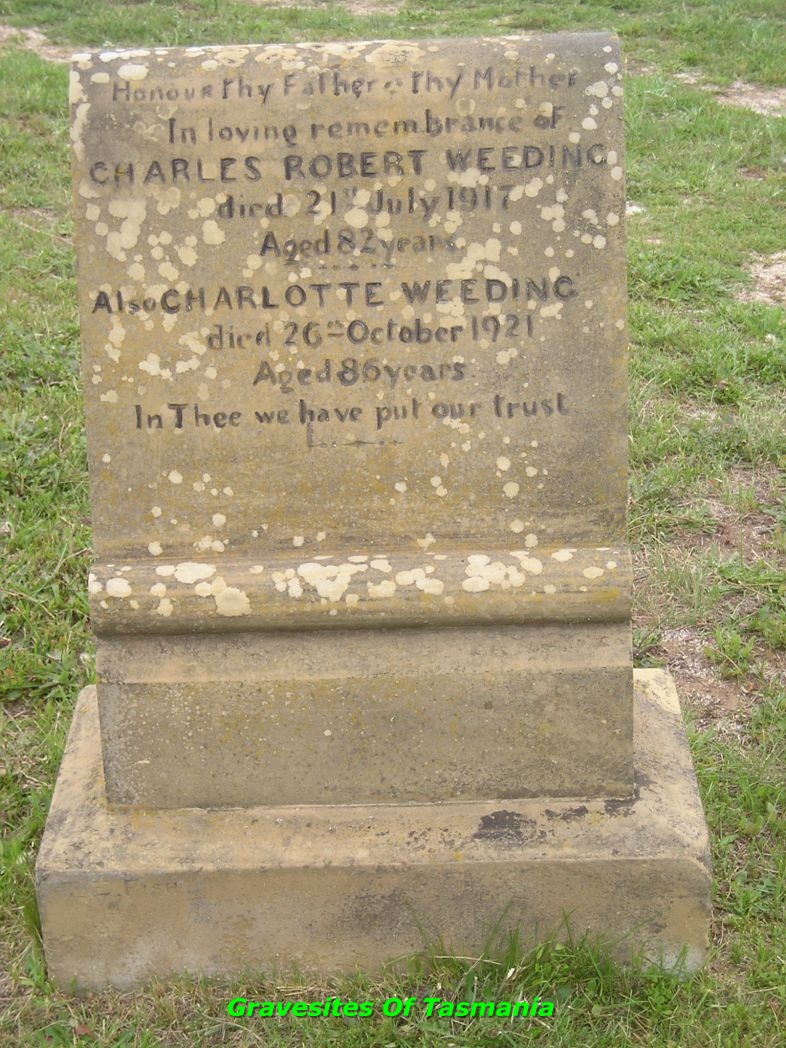 Honour thy Father & thy Mother
In loving remembrance of
CHARLES ROBERT WEEDING
died 21st July 1917
Aged 82 years
Also CHARLOTTE WEEDING
died 26th October 1921
Aged 86 years
In Thee we have put our trust
FISH
Gravesites Of Tasmania